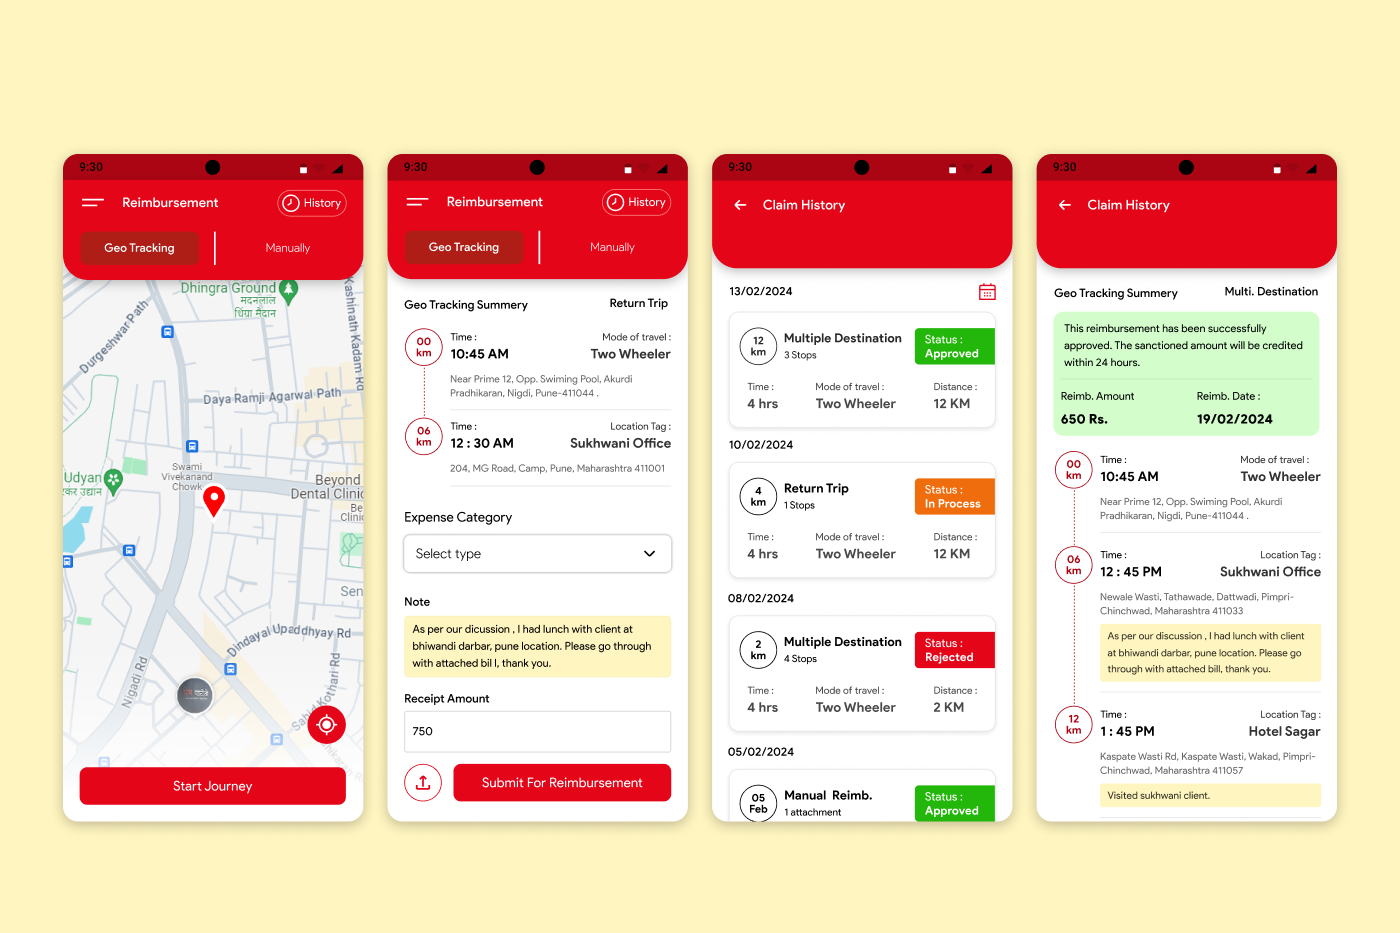 9:30
Reimbursement
History
Geo Tracking
Manually
Dhingra Ground
मदनलाल
धिंग्रा मैदान
Kashinath Kadam Rd
Durgeshwar Path
Daya Ramji Agarwal Path
Swami
Vivekanand
Chowk
Udyan
रकर उद्यान
Beyond
Dental Clinic
Be
Clinic
Sen
Dindayal Upaddhyay Rd
Nigadi Rd
Sahid Kothari Rd
Start Journey
9:30
Reimbursement
History
Geo Tracking
Manually
Geo Tracking Summery
Return Trip
00
km
Time :
Mode of travel :
10:45 AM
Two Wheeler
Near Prime 12, Opp. Swiming Pool, Akurdi
Pradhikaran, Nigdi, Pune-411044 .
06
km
Time :
Location Tag :
12 : 30 AM
Sukhwani Office
204, MG Road, Camp, Pune, Maharashtra 411001
Expense Category
Select type
Note
As per our dicussion , I had lunch with client at
bhiwandi darbar, pune location. Please go through
with attached bil l, thank you.
Receipt Amount
750
Submit For Reimbursement
9:30
Claim History
13/02/2024
12
km
Multiple Destination
3 Stops
Status :
Approved
Time :
Mode of travel :
Distance :
4 hrs
Two Wheeler
12 KM
10/02/2024
4
km
Return Trip
1 Stops
Status :
In Process
Time :
Mode of travel :
Distance :
4 hrs
Two Wheeler
12 KM
08/02/2024
2
km
Multiple Destination
4 Stops
Status :
Rejected
Time :
Mode of travel :
Distance :
4 hrs
Two Wheeler
2 KM
05/02/2024
05
Feb
Manual Reimb.
1 attachment
Status :
Approved
9:30
Claim History
Geo Tracking Summery
Multi. Destination
This reimbursement has been successfully
approved. The sanctioned amount will be credited
within 24 hours.
Reimb. Amount
Reimb. Date :
650 Rs.
19/02/2024
00
km
Time :
Mode of travel :
10:45 AM
Two Wheeler
Near Prime 12, Opp. Swiming Pool, Akurdi
Pradhikaran, Nigdi, Pune-411044 .
06
km
Time :
Location Tag :
12 : 45 PM
Sukhwani Office
Newale Wasti, Tathawade, Dattwadi, Pimpri-
Chinchwad, Maharashtra 411033
As per our discussion , I had lunch with client
at bhiwandi darbar, pune location. Please go
through with attached bill, thank you.
12
km
Time :
Location Tag :
1 : 45 PM
Hotel Sagar
Kaspate Wasti Rd, Kaspate Wasti, Wakad, Pimpri-
Chinchwad, Maharashtra 411057
Visited sukhwani client.